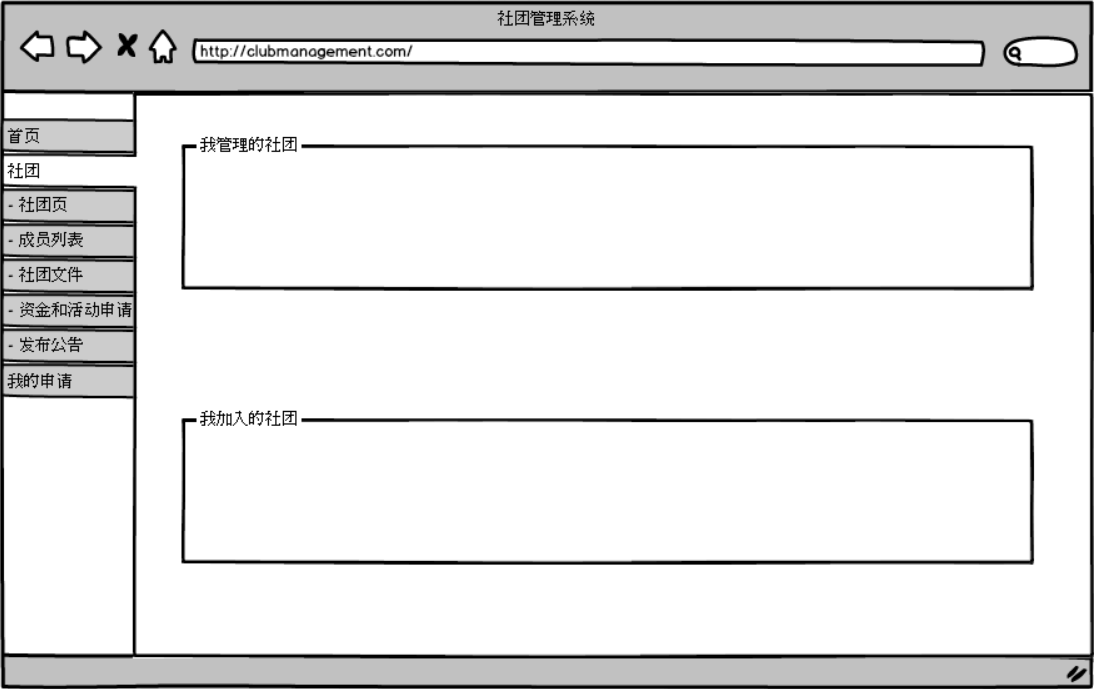 社团管理系统
http://clubmanagement.com/
首页
社团
- 社团页
- 成员列表
- 社团文件
- 资金和活动申请
- 发布公告
我的申请
我管理的社团
我加入的社团